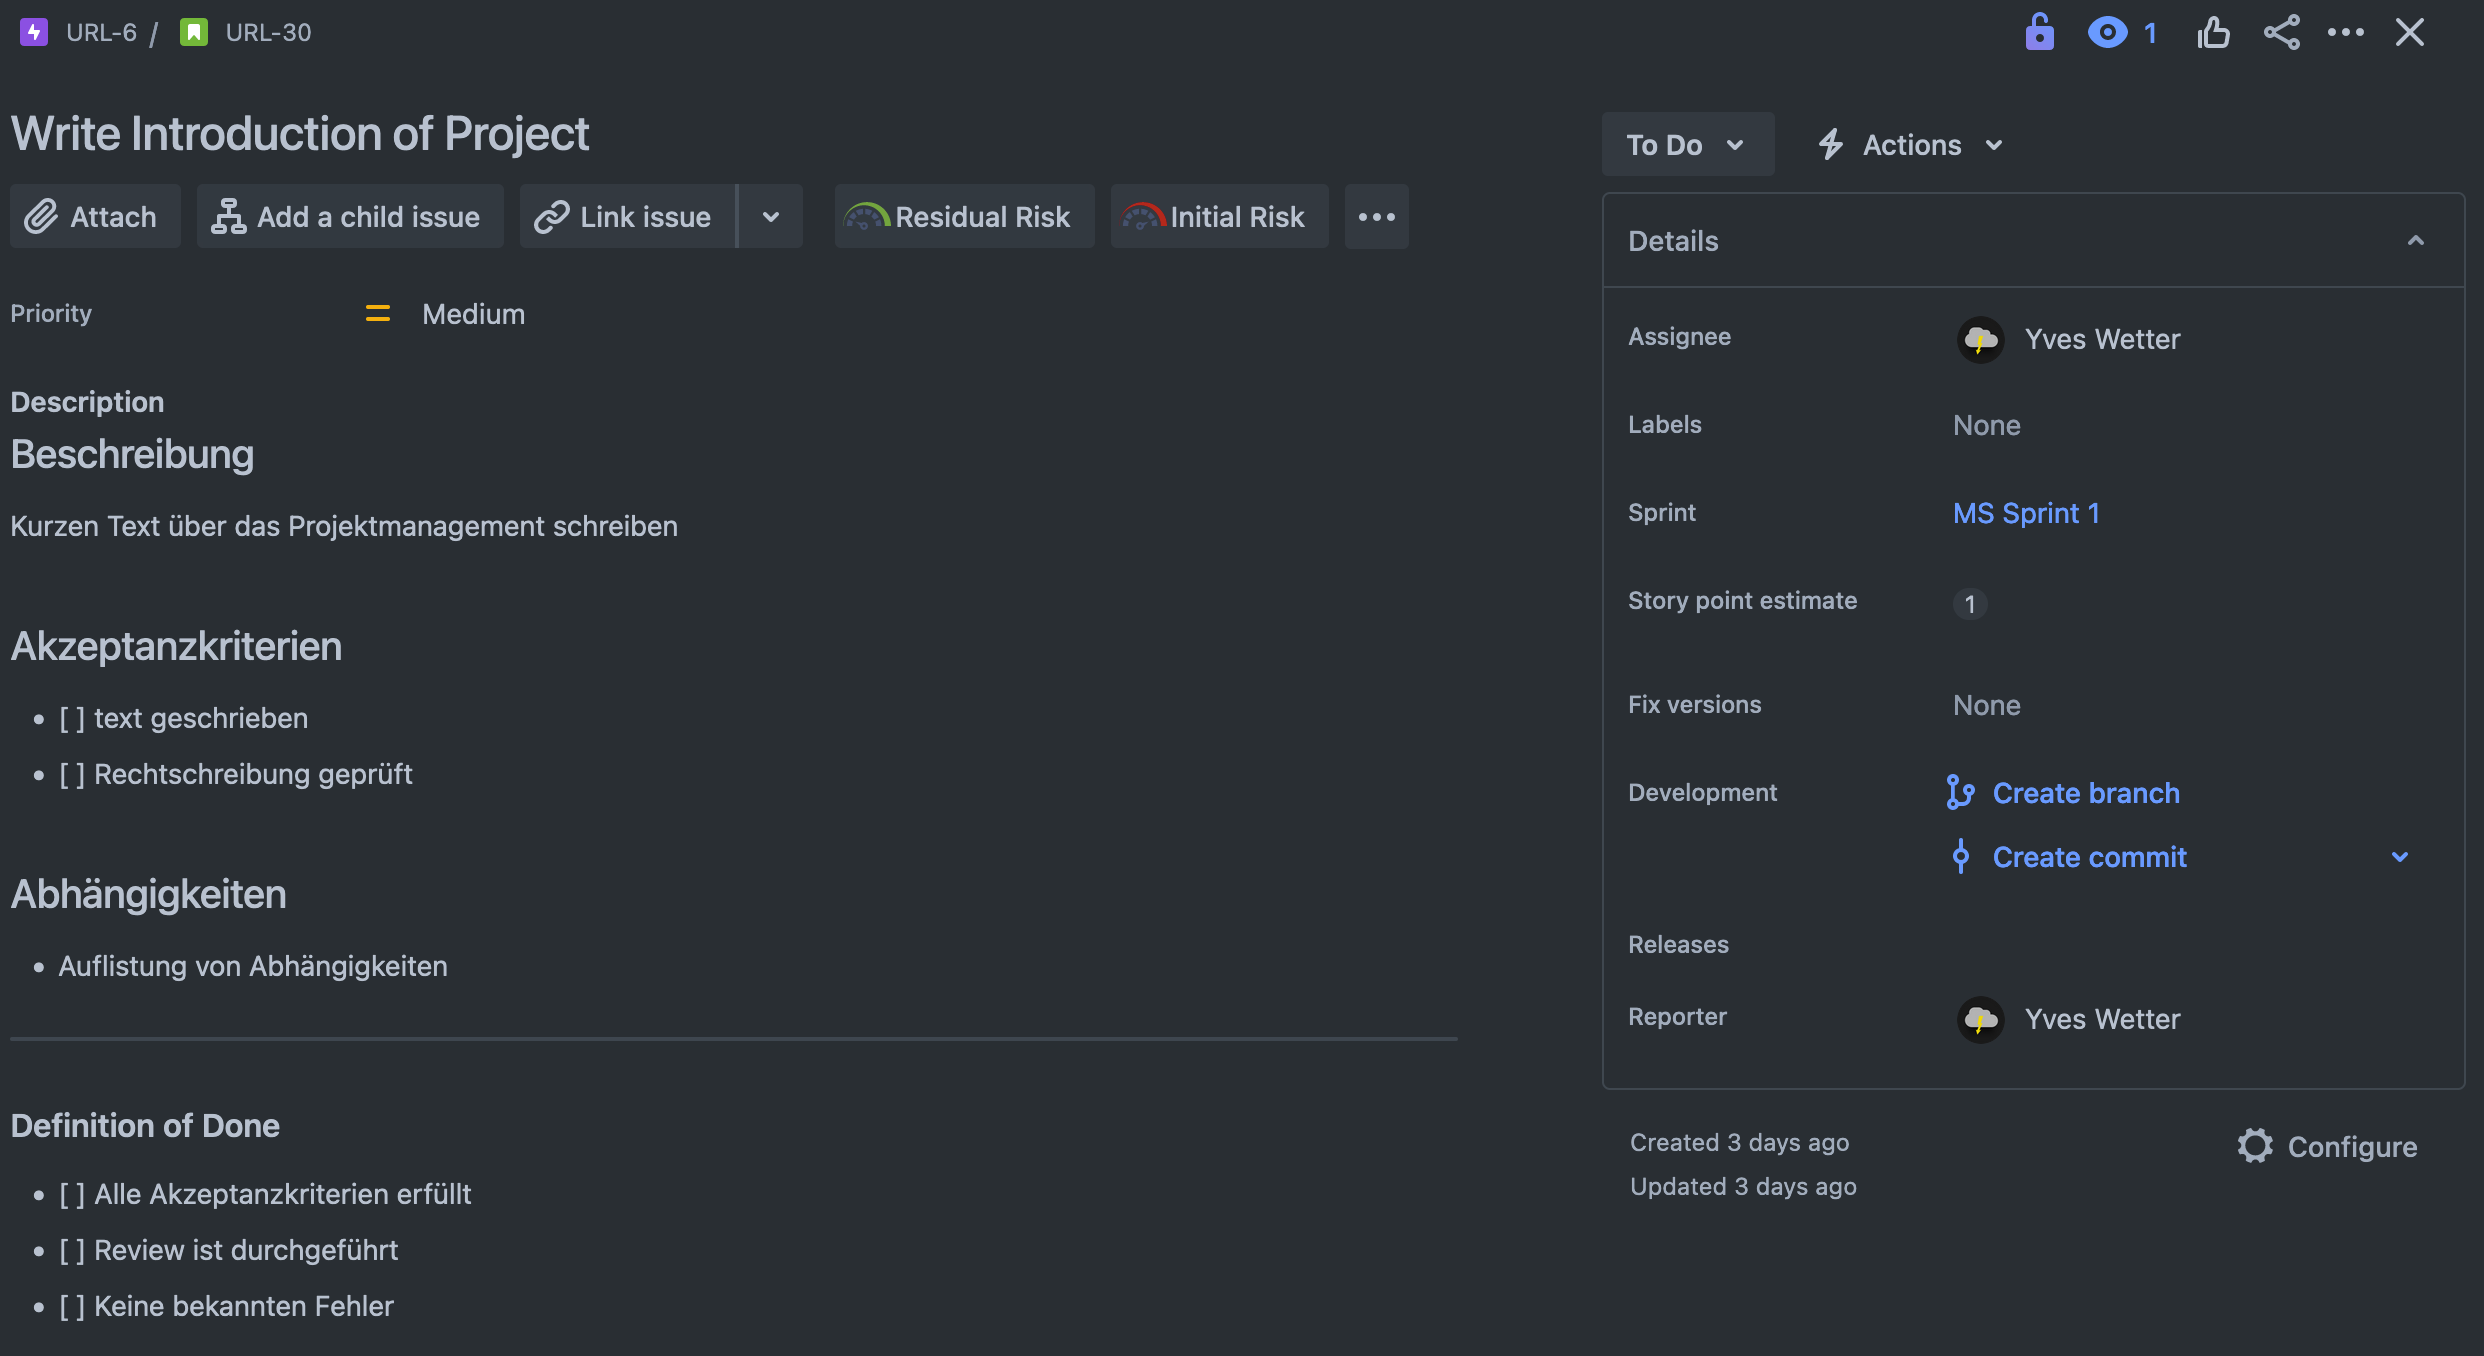 URL-6 / URL-30
1
Write Introduction of Project
Attach
Add a child issue
Link issue
Residual Risk
Initial Risk
Priority
Medium
Description
Beschreibung
Kurzen Text über das Projektmanagement schreiben
Akzeptanzkriterien
• [ ] text geschrieben
• [ ] Rechtschreibung geprüft
Abhängigkeiten
• Auflistung von Abhängigkeiten
Definition of Done
• [ ] Alle Akzeptanzkriterien erfüllt
• [ ] Review ist durchgeführt
• [ ] Keine bekannten Fehler
To Do
Actions
Details
Assignee
Yves Wetter
Labels
None
Sprint
MS Sprint 1
Story point estimate
1
Fix versions
None
Development
Create branch
Create commit
Releases
Reporter
Yves Wetter
Created 3 days ago
Updated 3 days ago
Configure